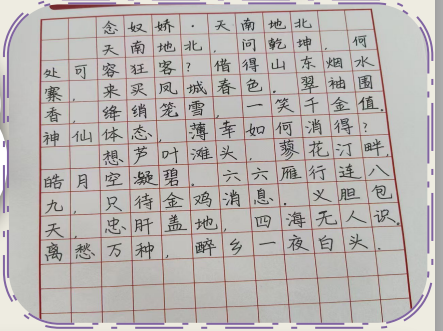 念奴娇·天南地北
天南地北，问乾坤．何
处可容狂客？借得山东烟水
寨，来买凤城春色．翠袖围
香，绛绡笼雪，一笑千金值．
神仙体态，薄幸如何消得？
想芦叶滩头，蓼花汀畔，
皓月空凝碧．六六雁行连八
九，只待金鸡消息．义胆包
天，忠肝盖地，四海无人识．
离愁万种，醉乡一夜白头．